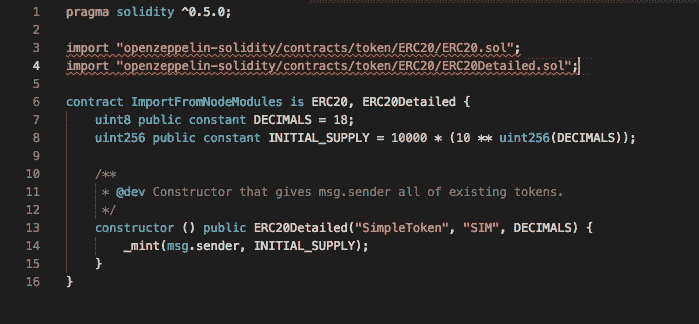 1 pragma solidity ^0.5.0;
2
3 import "openzeppelin-solidity/contracts/token/ERC20/ERC20.sol";
4 import "openzeppelin-solidity/contracts/token/ERC20/ERC20Detailed.sol";
5
6 contract ImportFromNodeModules is ERC20, ERC20Detailed {
7     uint8 public constant DECIMALS = 18;
8     uint256 public constant INITIAL_SUPPLY = 10000 * (10 ** uint256(DECIMALS));
9
10     /**
11      * @dev Constructor that gives msg.sender all of existing tokens.
12      */
13     constructor () public ERC20Detailed("SimpleToken", "SIM", DECIMALS) {
14         _mint(msg.sender, INITIAL_SUPPLY);
15     }
16 }